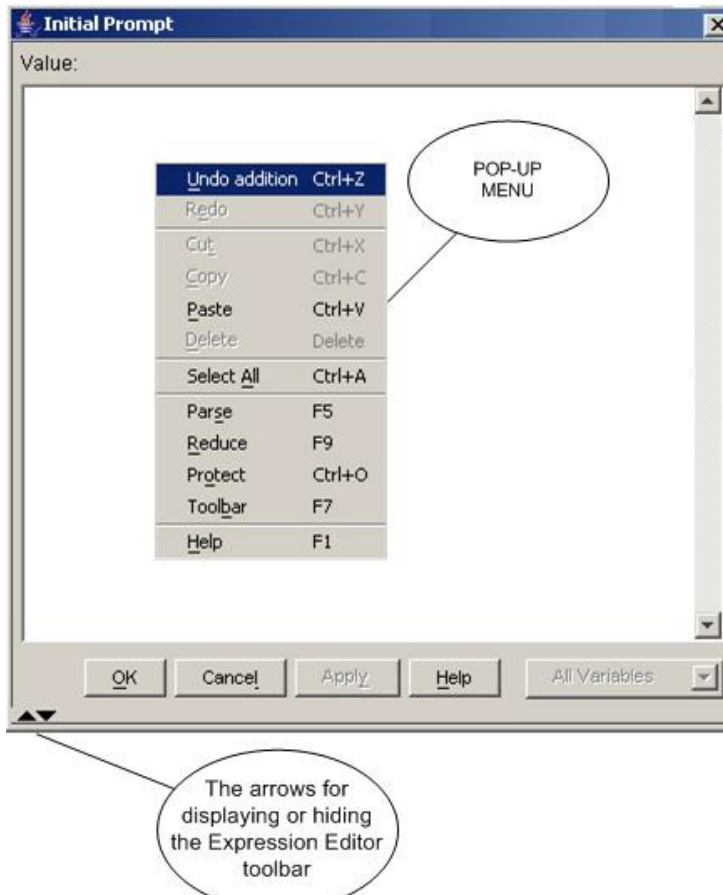 Initial Prompt
Value:
Undo addition Ctrl+Z
Redo Ctrl+Y
Cut Ctrl+X
Copy Ctrl+C
Paste Ctrl+V
Delete Delete
Select All Ctrl+A
Parse F5
Reduce F9
Protect Ctrl+O
Toolbar F7
Help F1
POP-UP
MENU
OK Cancel Apply Help All Variables
The arrows for
displaying or hiding
the Expression Editor
toolbar